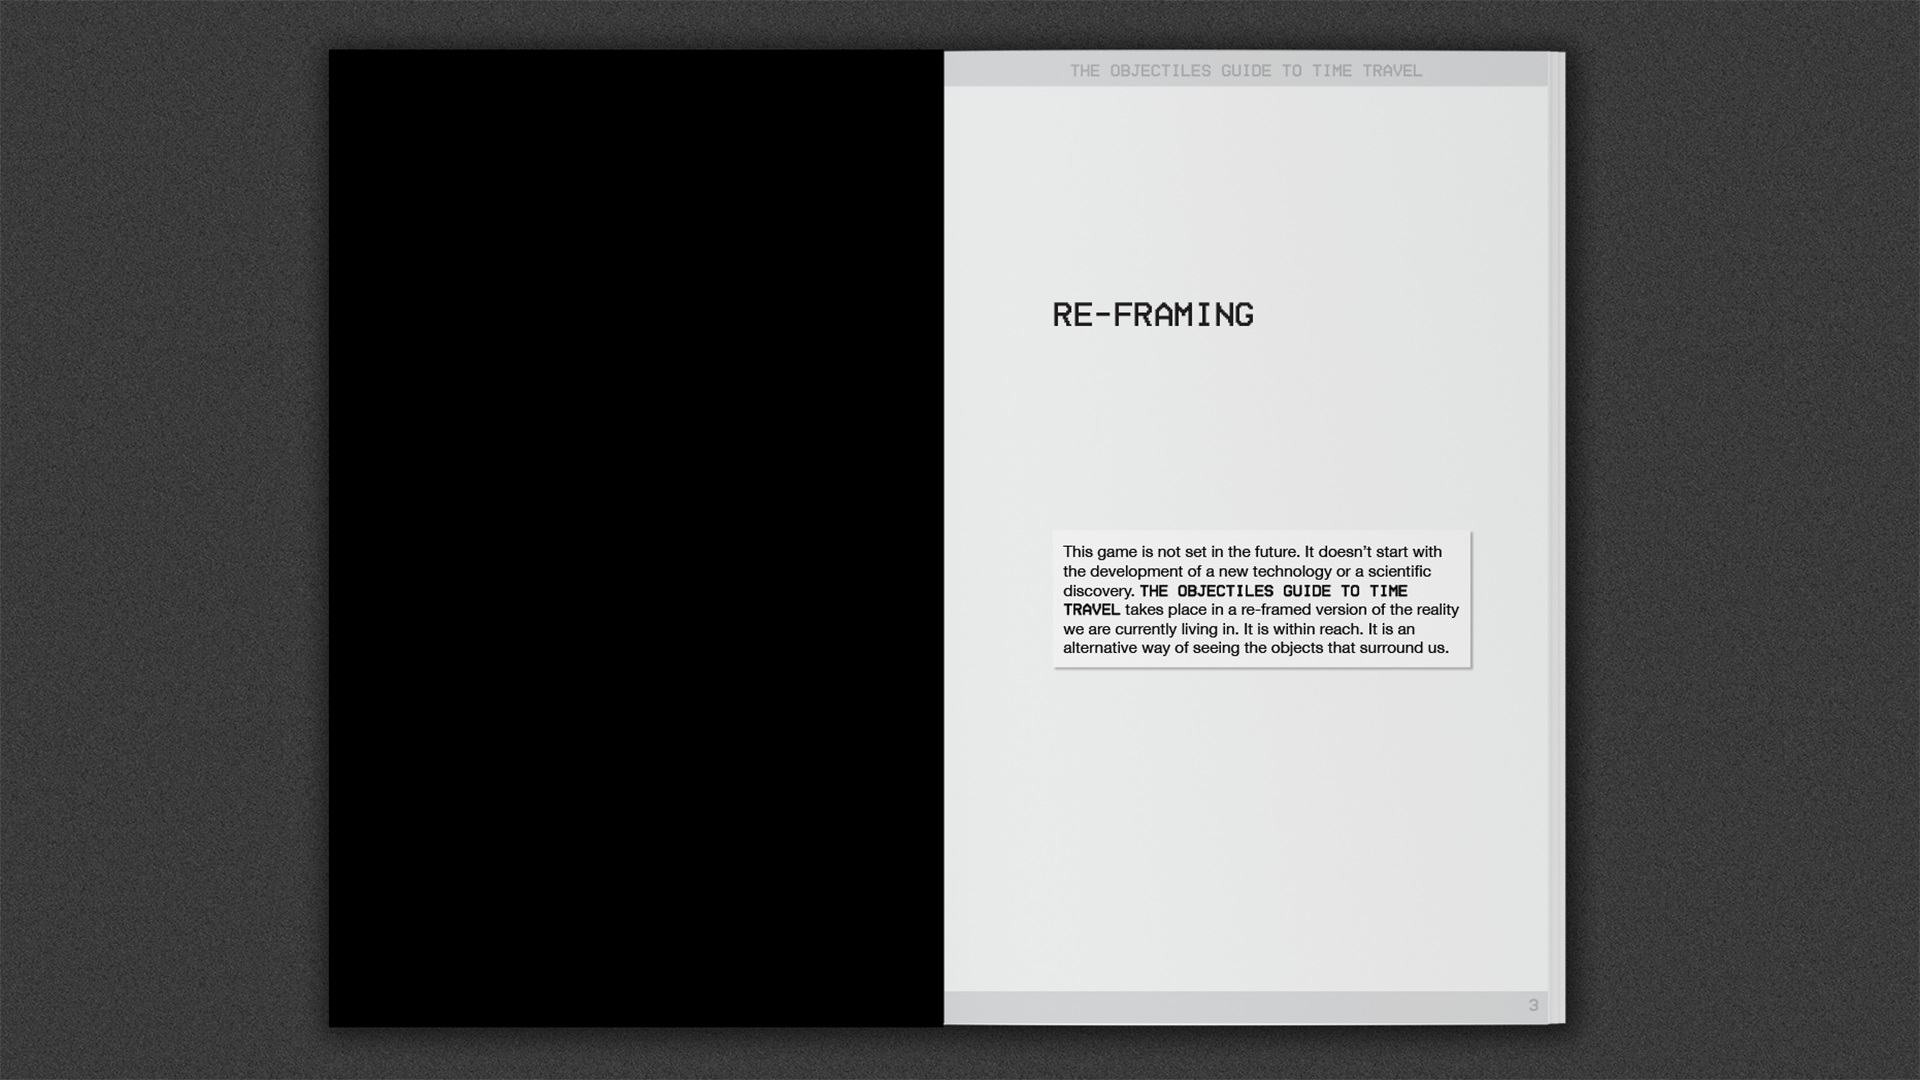 THE OBJECTILES GUIDE TO TIME TRAVEL
RE-FRAMING
This game is not set in the future. It doesn’t start with
the development of a new technology or a scientific
discovery. THE OBJECTILES GUIDE TO TIME
TRAVEL takes place in a re-framed version of the reality
we are currently living in. It is within reach. It is an
alternative way of seeing the objects that surround us.
3